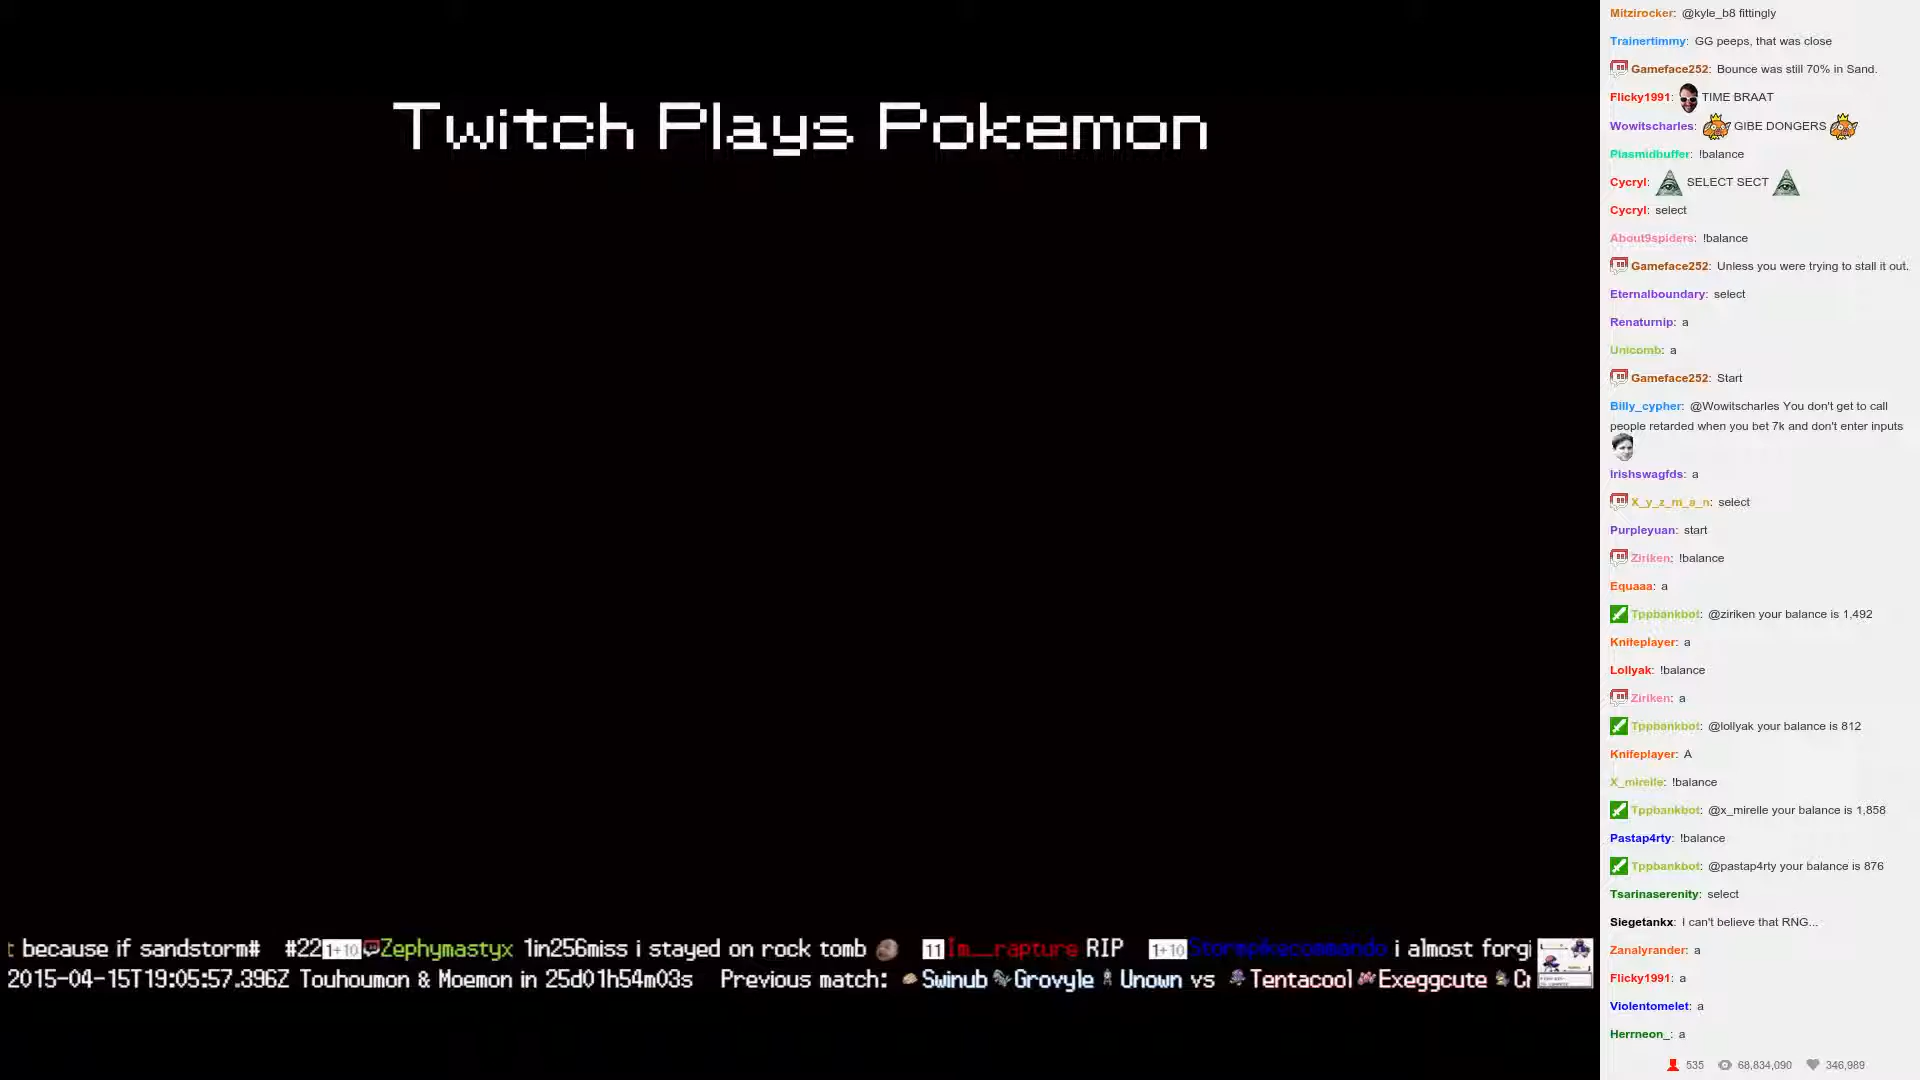 Twitch Plays Pokemon
because if sandstorm# #22 1+10 Zephymastyx 1in256miss i stayed on rock tomb 11 Im__rapture RIP 1+10 Stormpikecommando i almost forgi
2015-04-15T19:05:57.396Z Touhoumon & Moemon in 25d01h54m03s Previous match: Swinub Grovyle Unown vs Tentacool Exeggcute Cr
Mitzirocker: @kyle_b8 fittingly
Trainertimmy: GG peeps, that was close
Gameface252: Bounce was still 70% in Sand.
Flicky1991: TIME BRAAT
Wowitscharles: GIBE DONGERS
Plasmidbuffer: !balance
Cycryl: SELECT SECT
Cycryl: select
About9spiders: !balance
Gameface252: Unless you were trying to stall it out.
Eternalboundary: select
Renaturnip: a
Unicomb: a
Gameface252: Start
Billy_cypher: @Wowitscharles You don't get to call
people retarded when you bet 7k and don't enter inputs
Irishswagfds: a
X_y_z_m_a_n: select
Purpleyuan: start
Ziriken: !balance
Equaaa: a
Tppbankbot: @ziriken your balance is 1,492
Knifeplayer: a
Lollyak: !balance
Ziriken: a
Tppbankbot: @lollyak your balance is 812
Knifeplayer: A
X_mirelle: !balance
Tppbankbot: @x_mirelle your balance is 1,858
Pastap4rty: !balance
Tppbankbot: @pastap4rty your balance is 876
Tsarinaserenity: select
Siegetankx: I can't believe that RNG...
Zanalyrander: a
Flicky1991: a
Violentomelet: a
Herrneon_: a
535 68,834,090 346,989